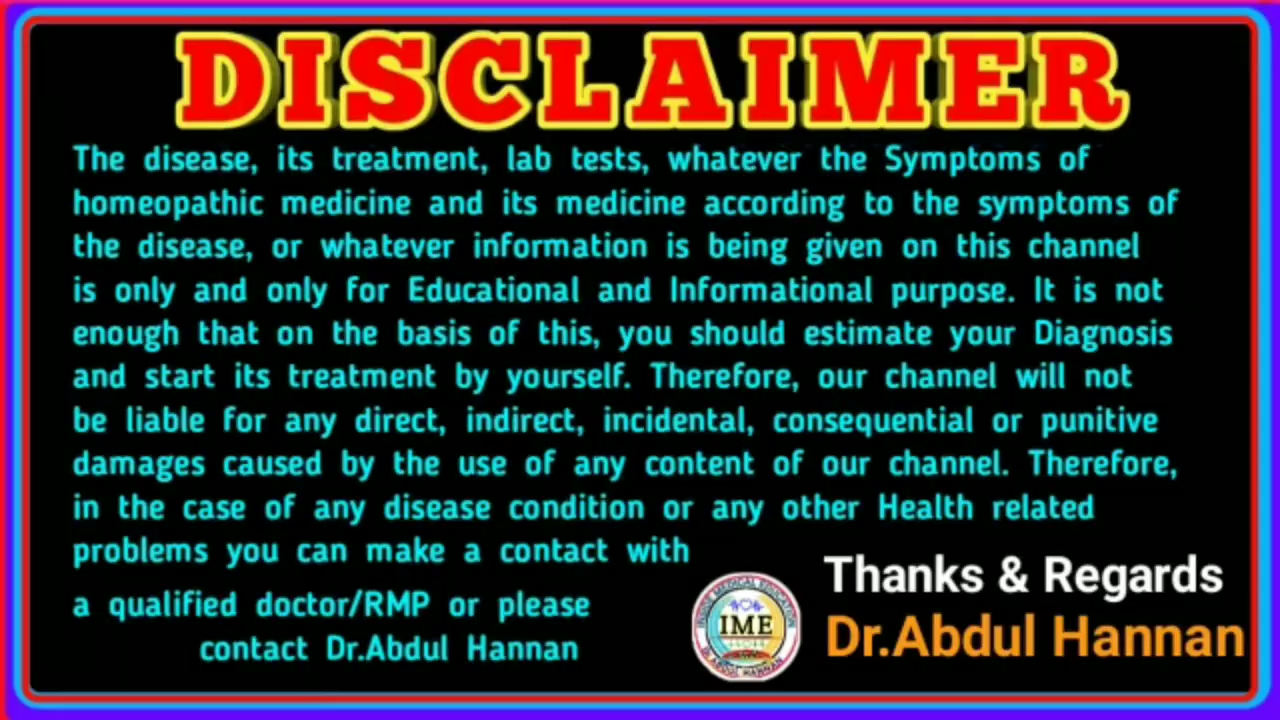 DISCLAIMER
The disease, its treatment, lab tests, whatever the Symptoms of
homeopathic medicine and its medicine according to the symptoms of
the disease, or whatever information is being given on this channel
is only and only for Educational and Informational purpose. It is not
enough that on the basis of this, you should estimate your Diagnosis
and start its treatment by yourself. Therefore, our channel will not
be liable for any direct, indirect, incidental, consequential or punitive
damages caused by the use of any content of our channel. Therefore,
in the case of any disease condition or any other Health related
problems you can make a contact with
a qualified doctor/RMP or please
contact Dr.Abdul Hannan
MEDICAL EDUCATION
IME
Dr ABDUL HANNAN
Thanks & Regards
Dr.Abdul Hannan